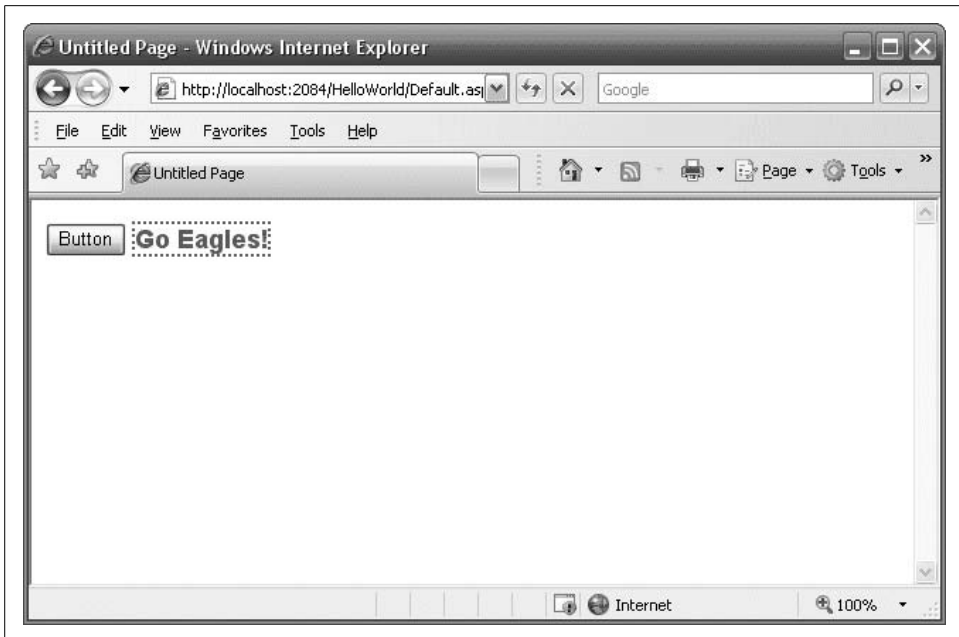 Untitled Page - Windows Internet Explorer
http://localhost:2084/HelloWorld/Default.asp
Google
File Edit View Favorites Tools Help
Untitled Page
Page Tools »
Button Go Eagles!
Internet 100%